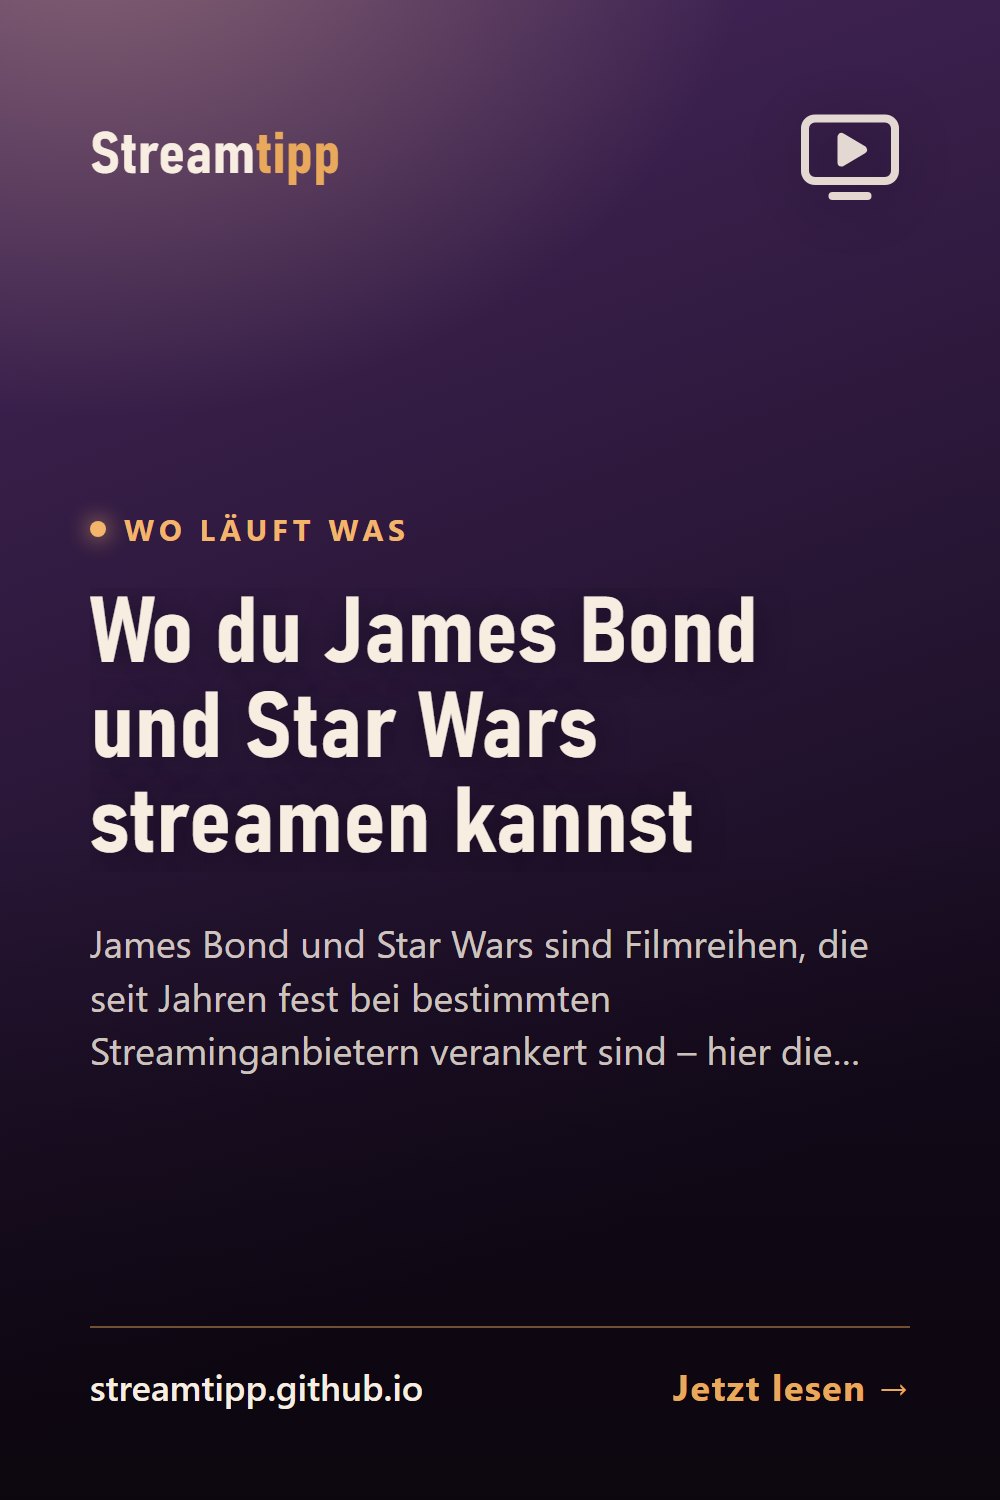 Streamtipp
WO LÄUFT WAS
Wo du James Bond
und Star Wars
streamen kannst
James Bond und Star Wars sind Filmreihen, die
seit Jahren fest bei bestimmten
Streaminganbietern verankert sind – hier die…
streamtipp.github.io
Jetzt lesen →